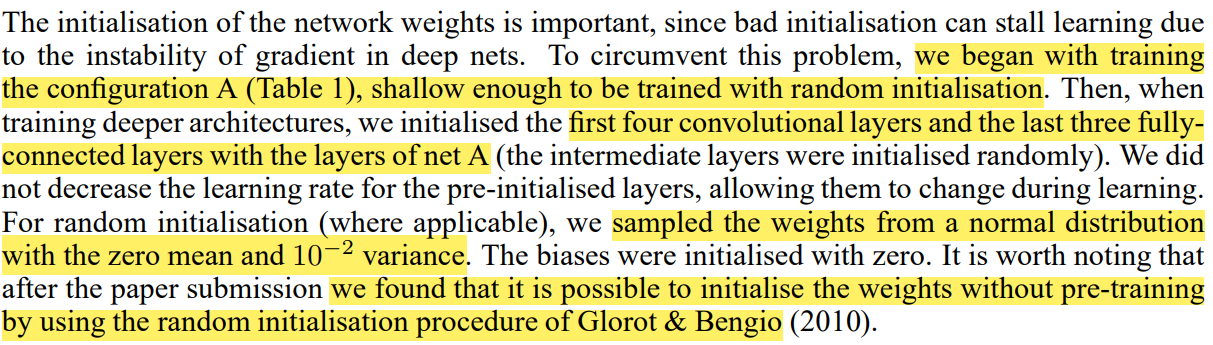 The initialisation of the network weights is important, since bad initialisation can stall learning due
to the instability of gradient in deep nets. To circumvent this problem, we began with training
the configuration A (Table 1), shallow enough to be trained with random initialisation. Then, when
training deeper architectures, we initialised the first four convolutional layers and the last three fully-
connected layers with the layers of net A (the intermediate layers were initialised randomly). We did
not decrease the learning rate for the pre-initialised layers, allowing them to change during learning.
For random initialisation (where applicable), we sampled the weights from a normal distribution
with the zero mean and 10⁻² variance. The biases were initialised with zero. It is worth noting that
after the paper submission we found that it is possible to initialise the weights without pre-training
by using the random initialisation procedure of Glorot & Bengio (2010).